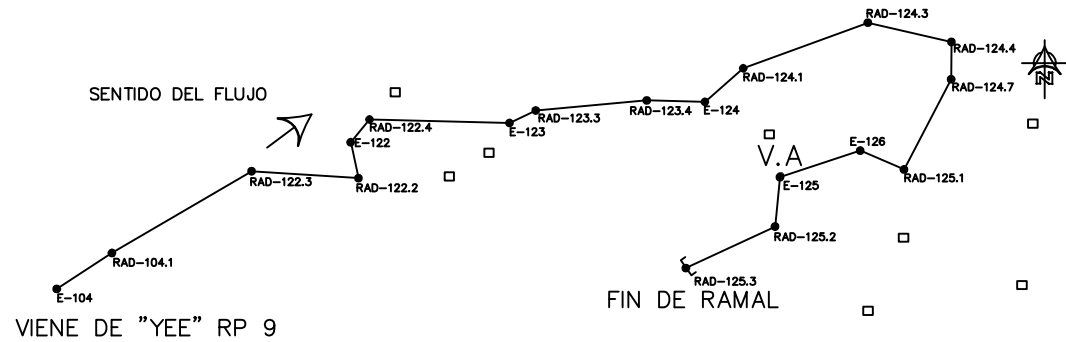 RAD-124.3
RAD-124.4
RAD-124.1
N
RAD-124.7
SENTIDO DEL FLUJO
RAD-122.4
E-123
RAD-123.3
RAD-123.4
E-124
E-122
E-126
V.A
RAD-122.3
RAD-122.2
E-125
RAD-125.1
RAD-125.2
RAD-104.1
RAD-125.3
E-104
FIN DE RAMAL
VIENE DE "YEE" RP 9